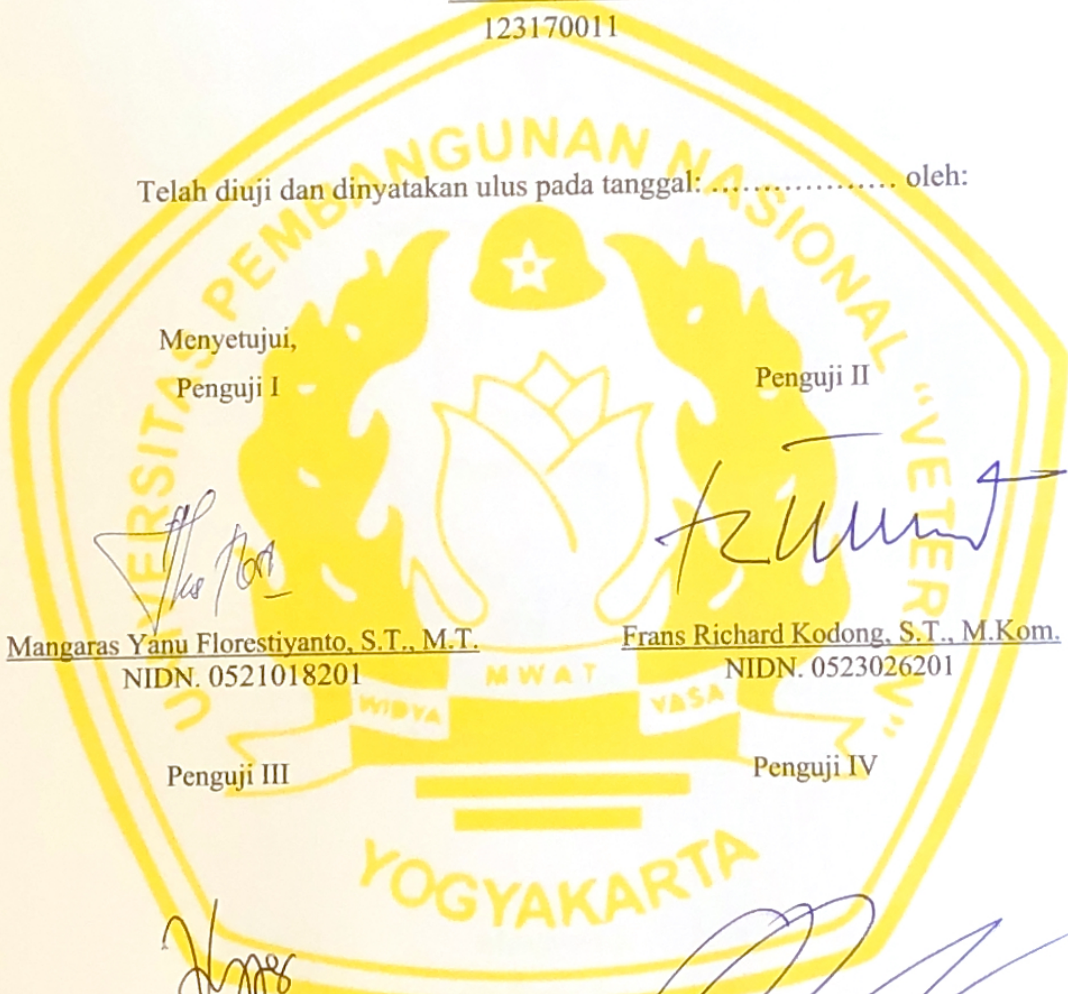 123170011
UNIVERSITAS PEMBANGUNAN NASIONAL "VETERAN"
Telah diuji dan dinyatakan ulus pada tanggal: ……………… oleh:
Menyetujui,
Penguji I Penguji II
Mangaras Yanu Florestiyanto, S.T., M.T. Frans Richard Kodong, S.T., M.Kom.
NIDN. 0521018201 NIDN. 0523026201
WIDYA MWAT YASA
Penguji III Penguji IV
YOGYAKARTA